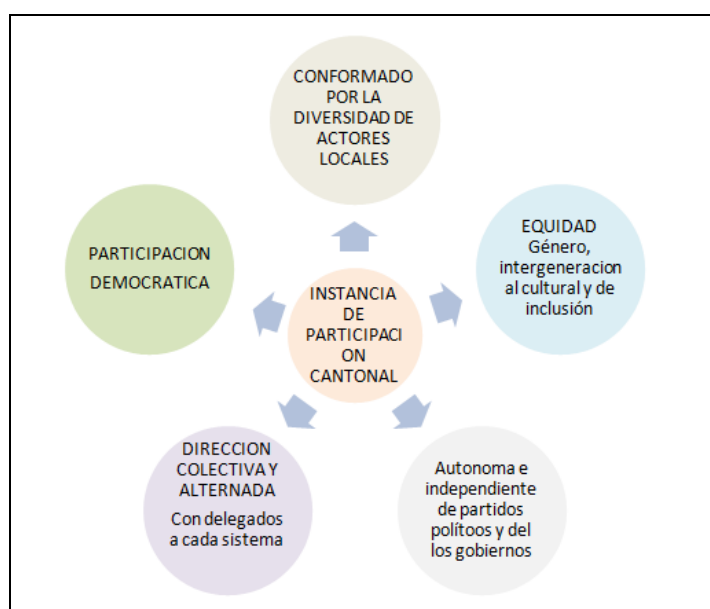 CONFORMADO
POR LA
DIVERSIDAD DE
ACTORES
LOCALES
EQUIDAD
Género,
intergeneracion
al cultural y de
inclusión
PARTICIPACION
DEMOCRATICA
INSTANCIA
DE
PARTICIPACI
ON
CANTONAL
DIRECCION
COLECTIVA Y
ALTERNADA
Con delegados
a cada sistema
Autonoma e
independiente
de partidos
polítoos y del
los gobiernos